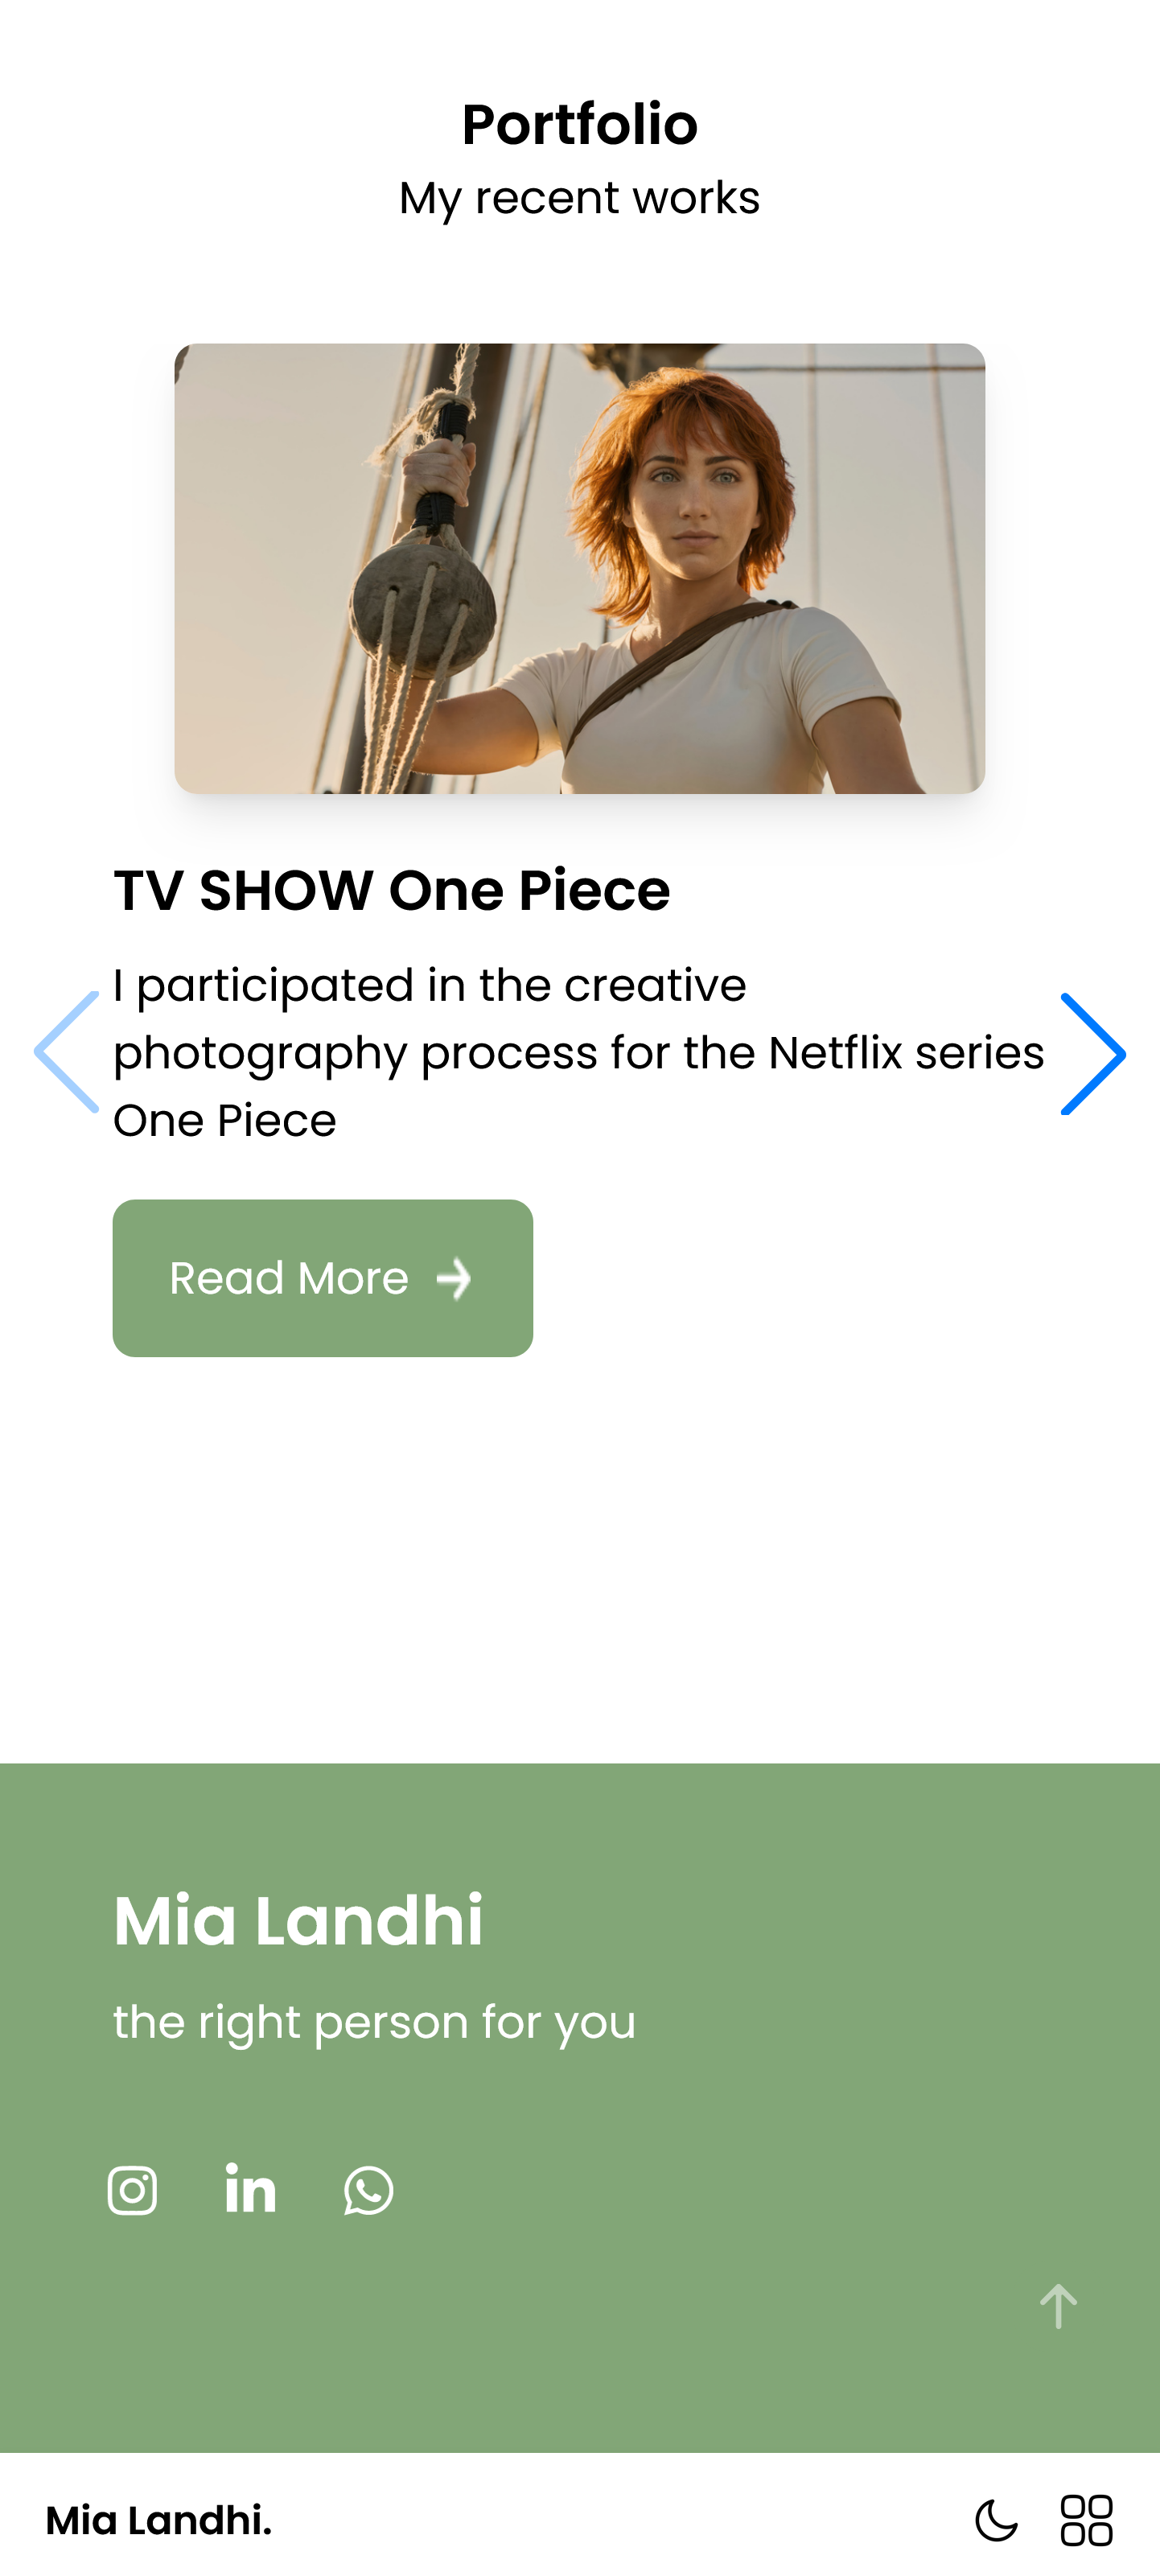 Portfolio
My recent works
TV SHOW One Piece
I participated in the creative
photography process for the Netflix series
One Piece
Read More
Mia Landhi
the right person for you
in
Mia Landhi.